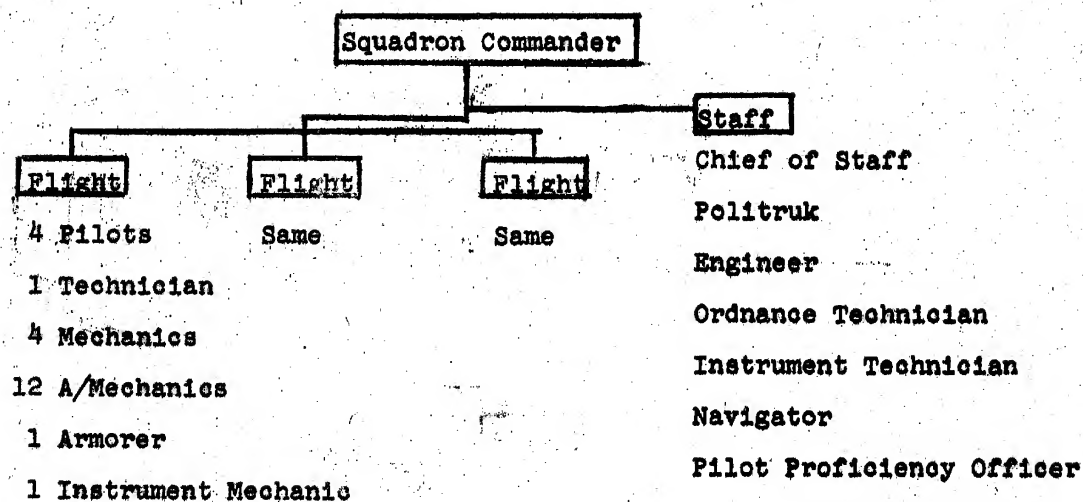 Squadron Commander
Staff
Chief of Staff
Politruk
Engineer
Ordnance Technician
Instrument Technician
Navigator
Pilot Proficiency Officer
Flight
4 Pilots
1 Technician
4 Mechanics
12 A/Mechanics
1 Armorer
1 Instrument Mechanic
Flight
Same
Flight
Same